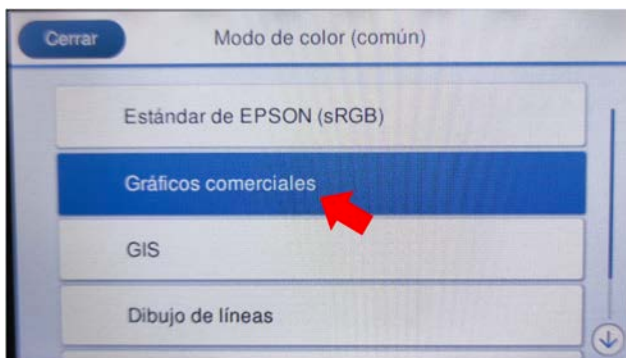 Cerrar
Modo de color (común)
Estándar de EPSON (sRGB)
Gráficos comerciales
GIS
Dibujo de líneas